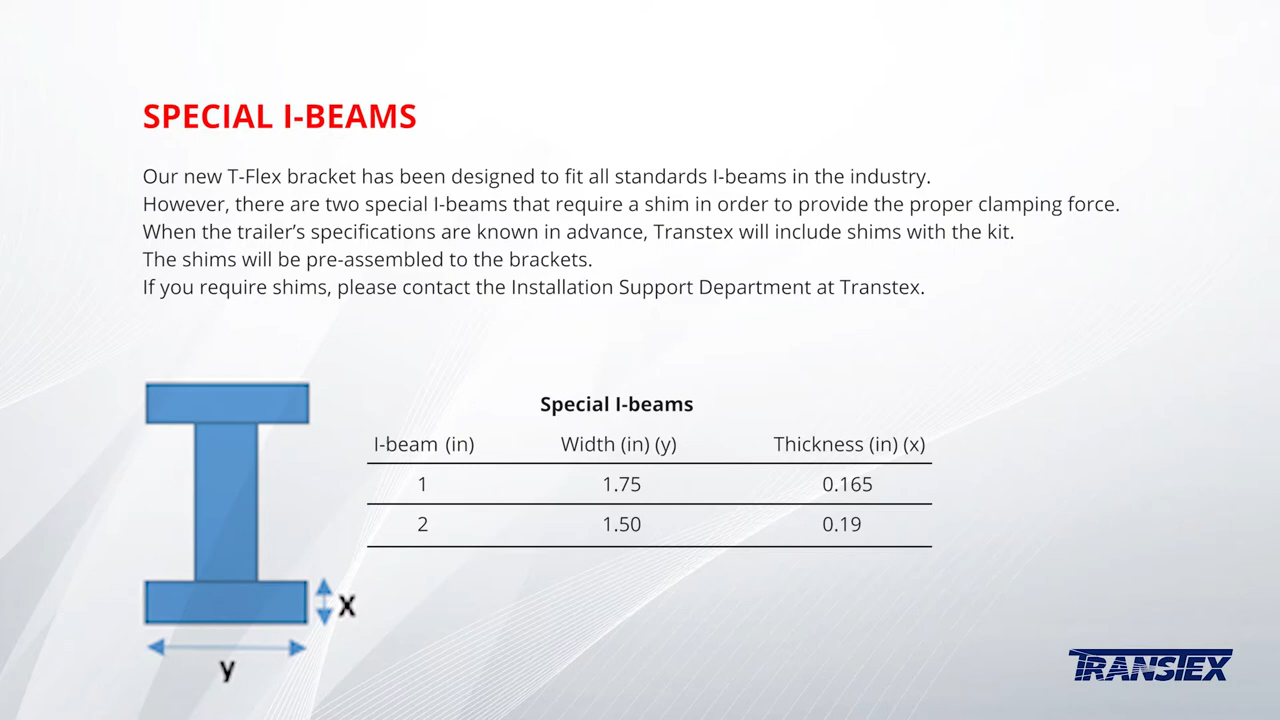 SPECIAL I-BEAMS
Our new T-Flex bracket has been designed to fit all standards I-beams in the industry.
However, there are two special I-beams that require a shim in order to provide the proper clamping force.
When the trailer's specifications are known in advance, Transtex will include shims with the kit.
The shims will be pre-assembled to the brackets.
If you require shims, please contact the Installation Support Department at Transtex.
Special I-beams
I-beam (in) Width (in) (y) Thickness (in) (x)
1 1.75 0.165
2 1.50 0.19
X
y
TRANSTEX